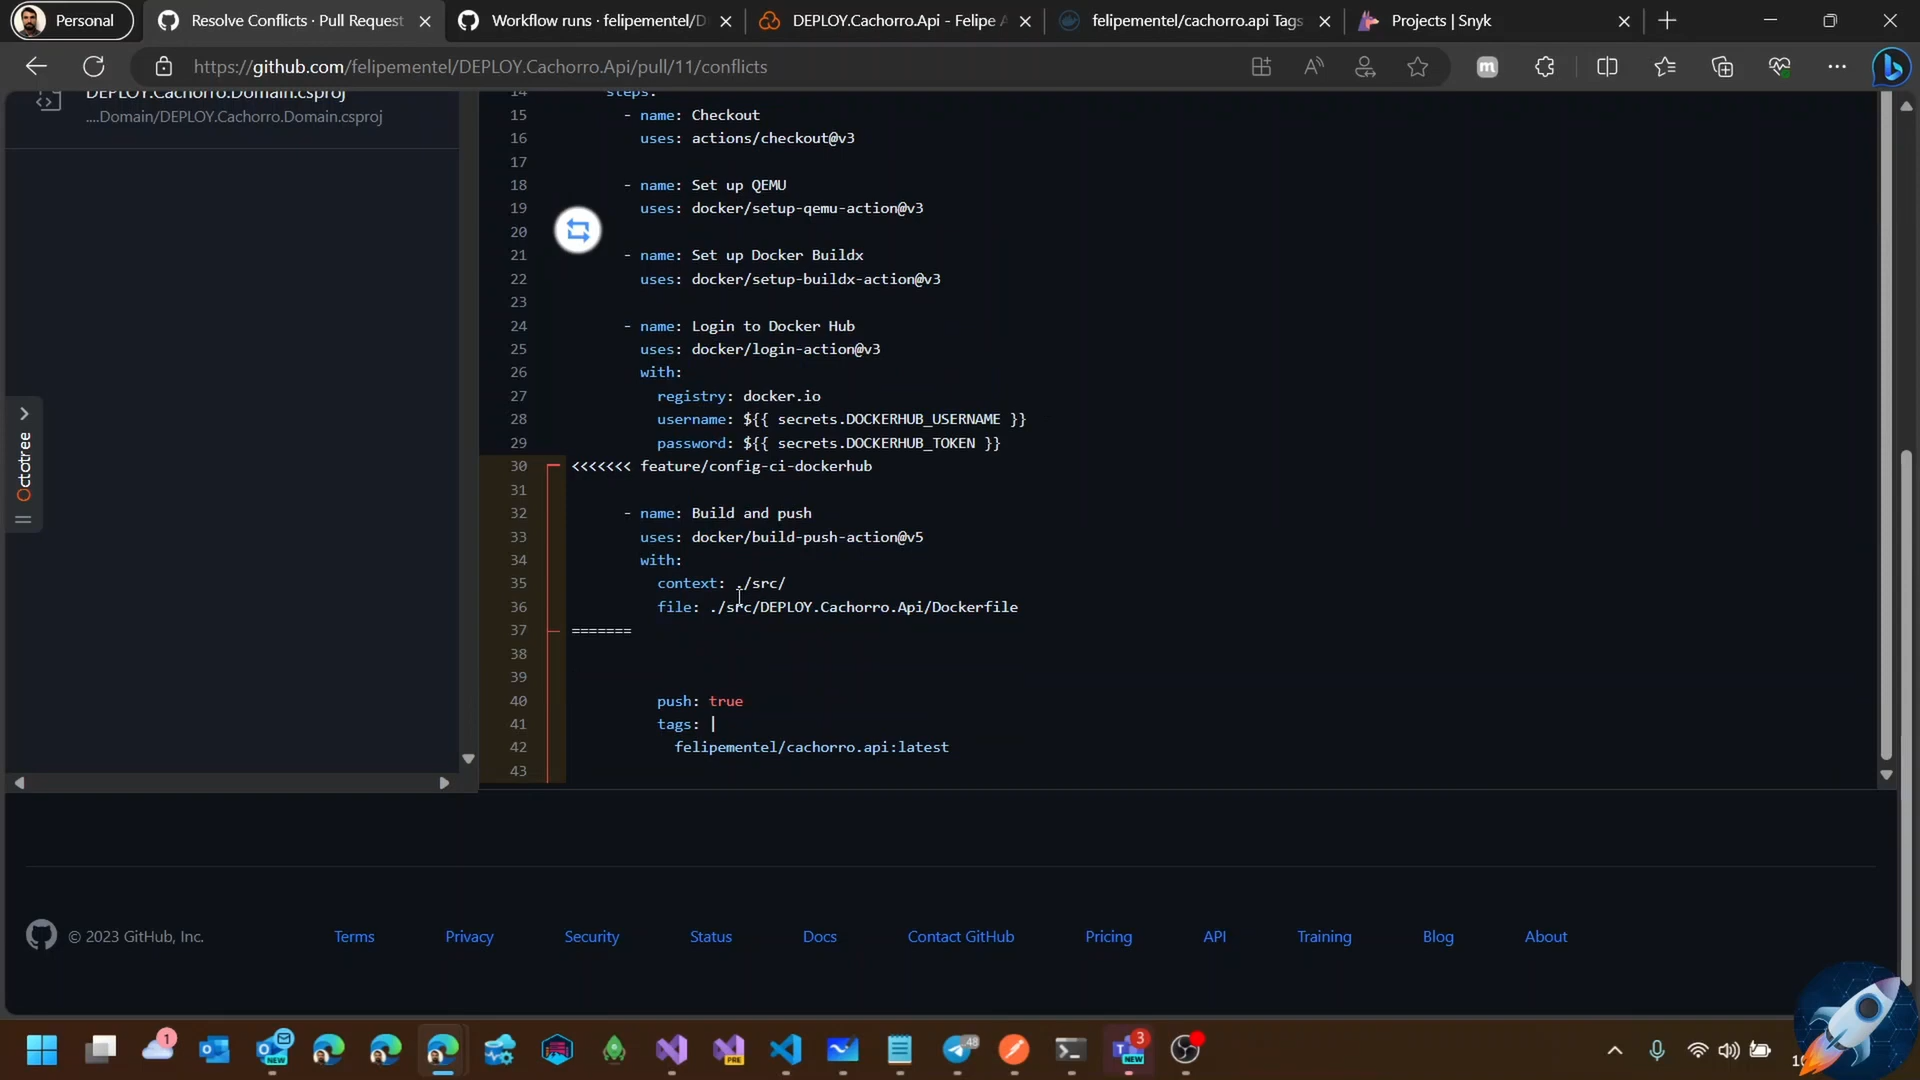 Personal
Resolve Conflicts · Pull Request
Workflow runs · felipementel/D
DEPLOY.Cachorro.Api - Felipe A
felipementel/cachorro.api Tags
Projects | Snyk
https://github.com/felipementel/DEPLOY.Cachorro.Api/pull/11/conflicts
DEPLOY.Cachorro.Domain.csproj
....Domain/DEPLOY.Cachorro.Domain.csproj
Octotree
14 steps:
15 - name: Checkout
16 uses: actions/checkout@v3
17
18 - name: Set up QEMU
19 uses: docker/setup-qemu-action@v3
20
21 - name: Set up Docker Buildx
22 uses: docker/setup-buildx-action@v3
23
24 - name: Login to Docker Hub
25 uses: docker/login-action@v3
26 with:
27 registry: docker.io
28 username: ${{ secrets.DOCKERHUB_USERNAME }}
29 password: ${{ secrets.DOCKERHUB_TOKEN }}
30 <<<<<<< feature/config-ci-dockerhub
31
32 - name: Build and push
33 uses: docker/build-push-action@v5
34 with:
35 context: ./src/
36 file: ./src/DEPLOY.Cachorro.Api/Dockerfile
37 =======
38
39
40 push: true
41 tags: |
42 felipementel/cachorro.api:latest
43
© 2023 GitHub, Inc.
Terms
Privacy
Security
Status
Docs
Contact GitHub
Pricing
API
Training
Blog
About
1
NEW
PRE
48
3
NEW